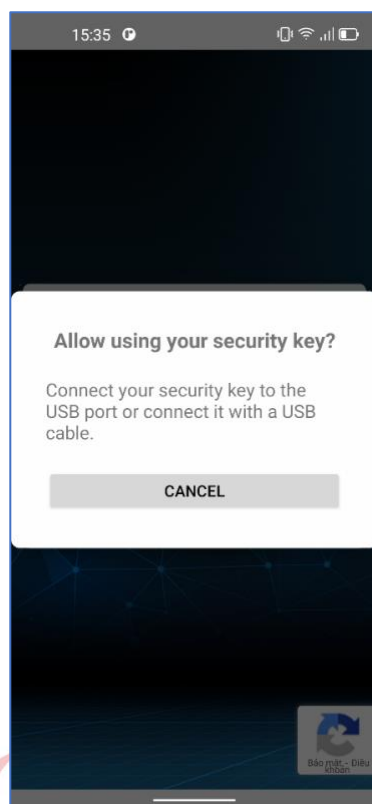 15:35
Allow using your security key?
Connect your security key to the
USB port or connect it with a USB
cable.
CANCEL
Bảo mật - Điều
khoản